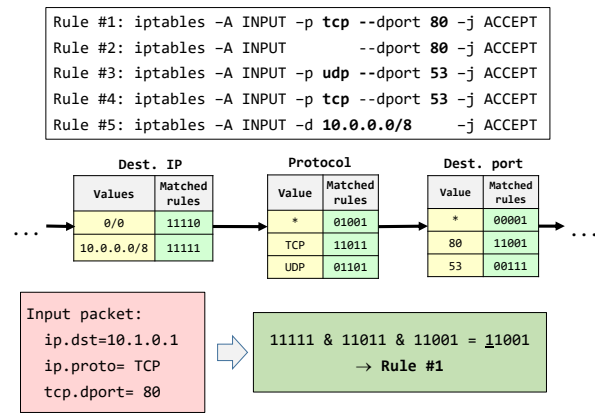 Rule #1: iptables –A INPUT –p tcp --dport 80 –j ACCEPT
Rule #2: iptables –A INPUT --dport 80 –j ACCEPT
Rule #3: iptables –A INPUT –p udp --dport 53 –j ACCEPT
Rule #4: iptables –A INPUT –p tcp --dport 53 –j ACCEPT
Rule #5: iptables –A INPUT –d 10.0.0.0/8 –j ACCEPT
Dest. IP
Values Matched rules
0/0 11110
10.0.0.0/8 11111
Protocol
Value Matched rules
* 01001
TCP 11011
UDP 01101
Dest. port
Value Matched rules
* 00001
80 11001
53 00111
...
...
Input packet:
ip.dst=10.1.0.1
ip.proto= TCP
tcp.dport= 80
11111 & 11011 & 11001 = 11001
→ Rule #1